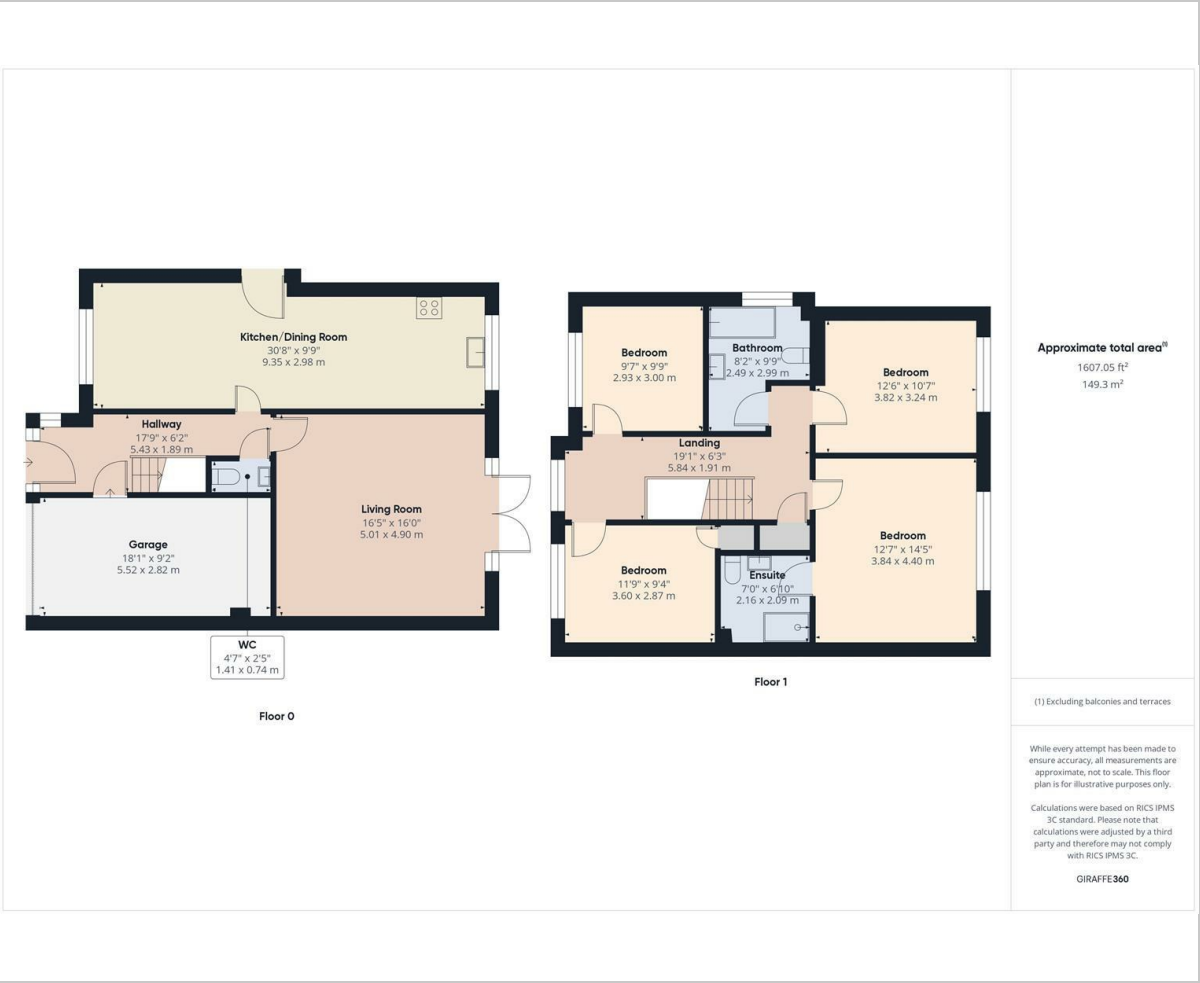 Kitchen/Dining Room
30'8" x 9'9"
9.35 x 2.98 m
Hallway
17'9" x 6'2"
5.43 x 1.89 m
Living Room
16'5" x 16'0"
5.01 x 4.90 m
Garage
18'1" x 9'2"
5.52 x 2.82 m
WC
4'7" x 2'5"
1.41 x 0.74 m
Floor 0
Bedroom
9'7" x 9'9"
2.93 x 3.00 m
Bathroom
8'2" x 9'9"
2.49 x 2.99 m
Bedroom
12'6" x 10'7"
3.82 x 3.24 m
Landing
19'1" x 6'3"
5.84 x 1.91 m
Bedroom
12'7" x 14'5"
3.84 x 4.40 m
Bedroom
11'9" x 9'4"
3.60 x 2.87 m
Ensuite
7'0" x 6'10"
2.16 x 2.09 m
Floor 1
Approximate total area(1)
1607.05 ft²
149.3 m²
(1) Excluding balconies and terraces
While every attempt has been made to
ensure accuracy, all measurements are
approximate, not to scale. This floor
plan is for illustrative purposes only.
Calculations were based on RICS IPMS
3C standard. Please note that
calculations were adjusted by a third
party and therefore may not comply
with RICS IPMS 3C.
GIRAFFE360